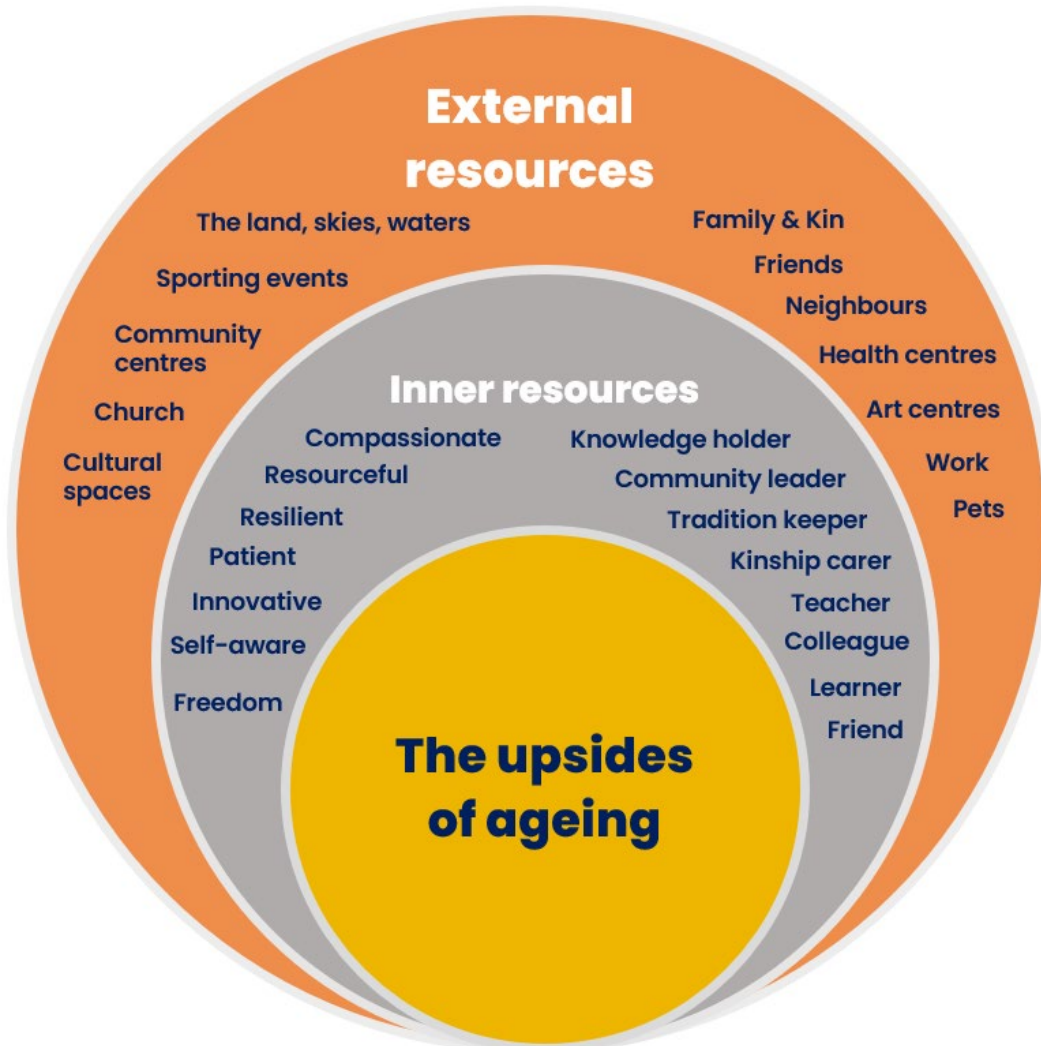 External
resources
The land, skies, waters
Sporting events
Community
centres
Church
Cultural
spaces
Family & Kin
Friends
Neighbours
Health centres
Art centres
Work
Pets
Inner resources
Compassionate
Resourceful
Resilient
Patient
Innovative
Self-aware
Freedom
Knowledge holder
Community leader
Tradition keeper
Kinship carer
Teacher
Colleague
Learner
Friend
The upsides
of ageing